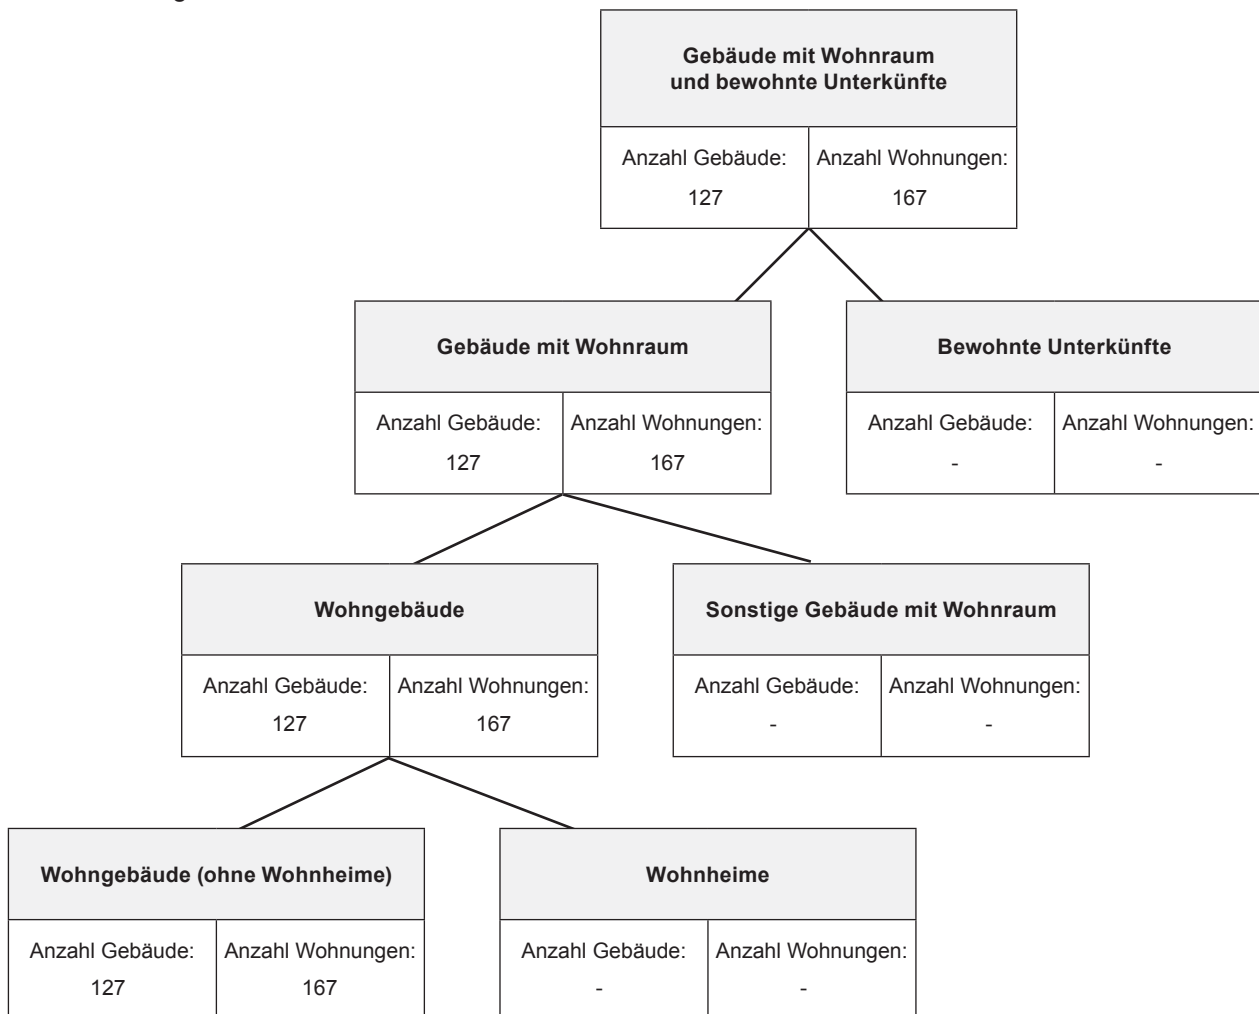 Gebäude mit Wohnraum
und bewohnte Unterkünfte
Anzahl Gebäude: Anzahl Wohnungen:
127 167
Gebäude mit Wohnraum
Anzahl Gebäude: Anzahl Wohnungen:
127 167
Bewohnte Unterkünfte
Anzahl Gebäude: Anzahl Wohnungen:
- -
Wohngebäude
Anzahl Gebäude: Anzahl Wohnungen:
127 167
Sonstige Gebäude mit Wohnraum
Anzahl Gebäude: Anzahl Wohnungen:
- -
Wohngebäude (ohne Wohnheime)
Anzahl Gebäude: Anzahl Wohnungen:
127 167
Wohnheime
Anzahl Gebäude: Anzahl Wohnungen:
- -